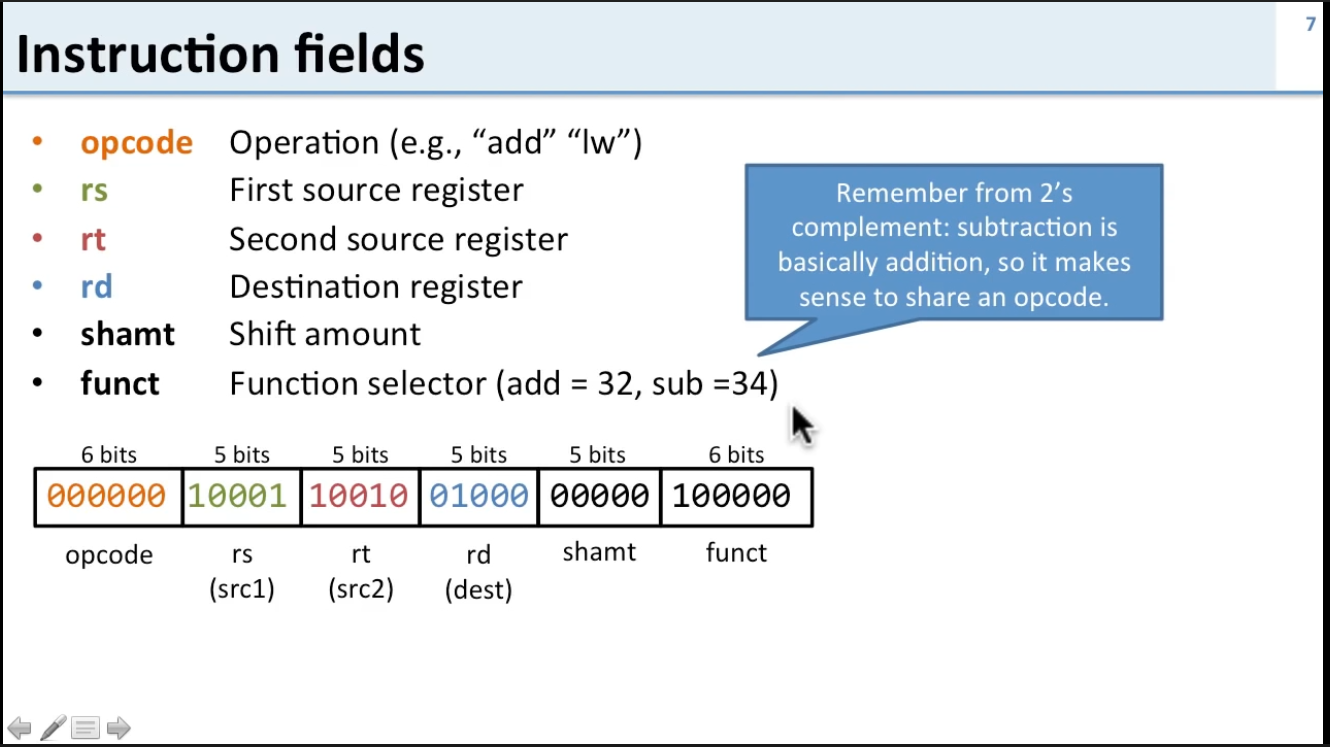 7
Instruction fields
• opcode Operation (e.g., “add” “lw”)
• rs First source register
• rt Second source register
• rd Destination register
• shamt Shift amount
• funct Function selector (add = 32, sub =34)
Remember from 2’s
complement: subtraction is
basically addition, so it makes
sense to share an opcode.
6 bits 5 bits 5 bits 5 bits 5 bits 6 bits
000000 10001 10010 01000 00000 100000
opcode rs rt rd shamt funct
(src1) (src2) (dest)